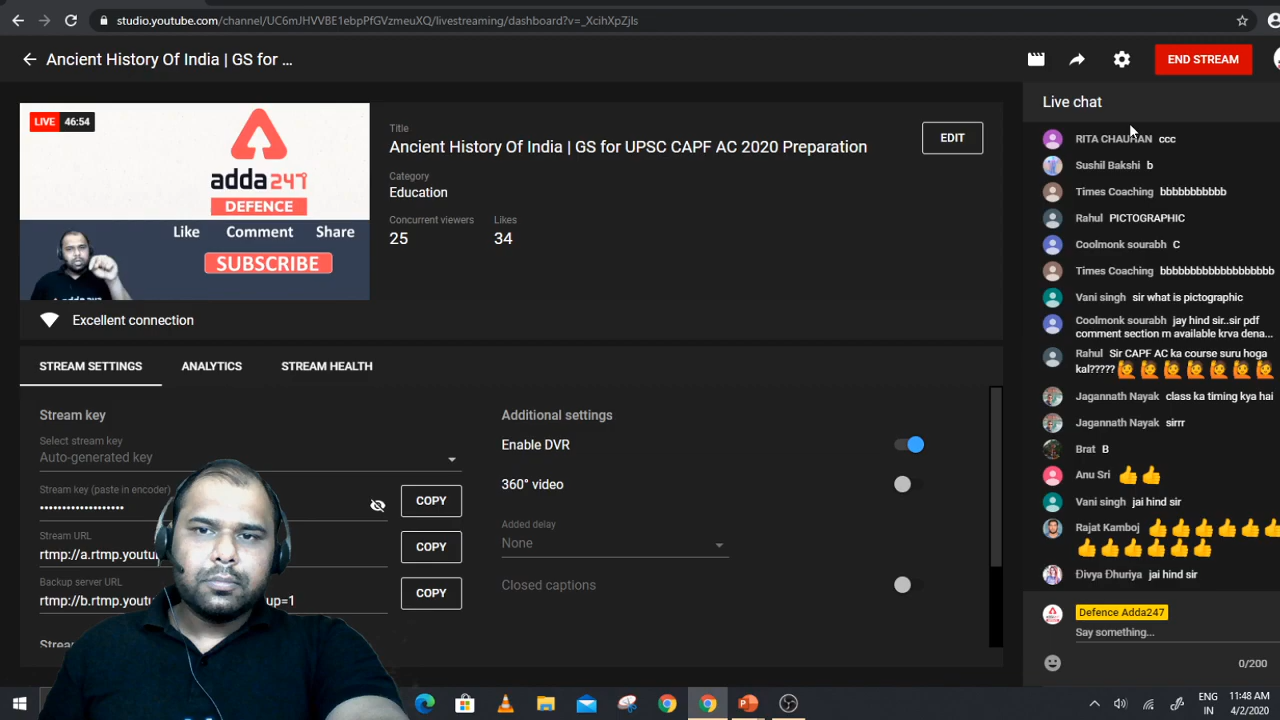 studio.youtube.com/channel/UC6mJHVVBE1ebpPfGVzmeuXQ/livestreaming/dashboard?v=_XcihXpZjls
Ancient History Of India | GS for ...
END STREAM
LIVE 46:54
adda247
DEFENCE
Like Comment Share
SUBSCRIBE
Title
Ancient History Of India | GS for UPSC CAPF AC 2020 Preparation
EDIT
Category
Education
Concurrent viewers Likes
25 34
Excellent connection
STREAM SETTINGS ANALYTICS STREAM HEALTH
Stream key
Select stream key
Auto-generated key
Stream key (paste in encoder)
••••••••••••••••••• COPY
Stream URL
rtmp://a.rtmp.youtu COPY
Backup server URL
rtmp://b.rtmp.youtu up=1 COPY
Additional settings
Enable DVR
360° video
Added delay
None
Closed captions
Live chat
RITA CHAUHAN ccc
Sushil Bakshi b
Times Coaching bbbbbbbbbbb
Rahul PICTOGRAPHIC
Coolmonk sourabh C
Times Coaching bbbbbbbbbbbbbbbbbbb
Vani singh sir what is pictographic
Coolmonk sourabh jay hind sir..sir pdf
comment section m available krva dena...
Rahul Sir CAPF AC ka course suru hoga
kal????? 🙋🙋🙋🙋🙋🙋🙋
Jagannath Nayak class ka timing kya hai
Jagannath Nayak sirrr
Brat B
Anu Sri 👍👍
Vani singh jai hind sir
Rajat Kamboj 👍👍👍👍👍👍
👍👍👍👍👍👍
Ðivya Ðhuriya jai hind sir
Defence Adda247
Say something...
0/200
ENG
IN
11:48 AM
4/2/2020